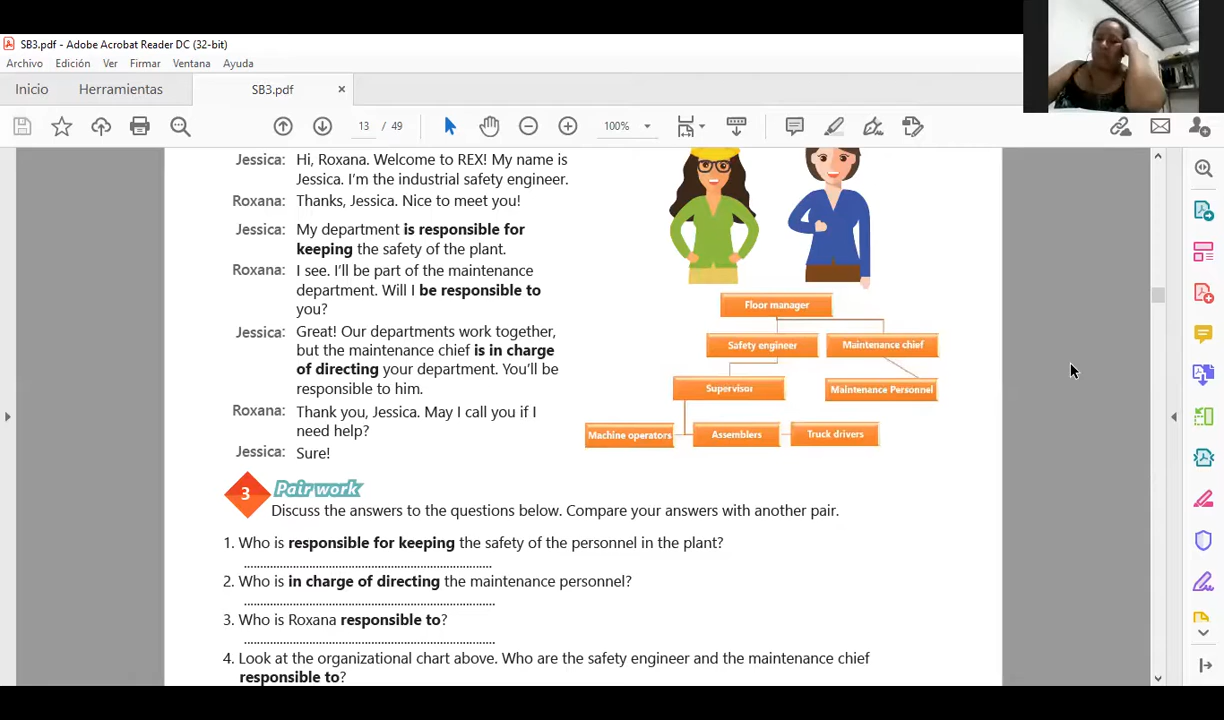 SB3.pdf - Adobe Acrobat Reader DC (32-bit)
Archivo Edición Ver Firmar Ventana Ayuda
Inicio Herramientas SB3.pdf ×
13 / 49 100%
Jessica: Hi, Roxana. Welcome to REX! My name is
Jessica. I'm the industrial safety engineer.
Roxana: Thanks, Jessica. Nice to meet you!
Jessica: My department is responsible for
keeping the safety of the plant.
Roxana: I see. I'll be part of the maintenance
department. Will I be responsible to
you?
Jessica: Great! Our departments work together,
but the maintenance chief is in charge
of directing your department. You'll be
responsible to him.
Roxana: Thank you, Jessica. May I call you if I
need help?
Jessica: Sure!
Floor manager
Safety engineer Maintenance chief
Supervisor Maintenance Personnel
Machine operators Assemblers Truck drivers
3 Pair work
Discuss the answers to the questions below. Compare your answers with another pair.
1. Who is responsible for keeping the safety of the personnel in the plant?
2. Who is in charge of directing the maintenance personnel?
3. Who is Roxana responsible to?
4. Look at the organizational chart above. Who are the safety engineer and the maintenance chief
responsible to?